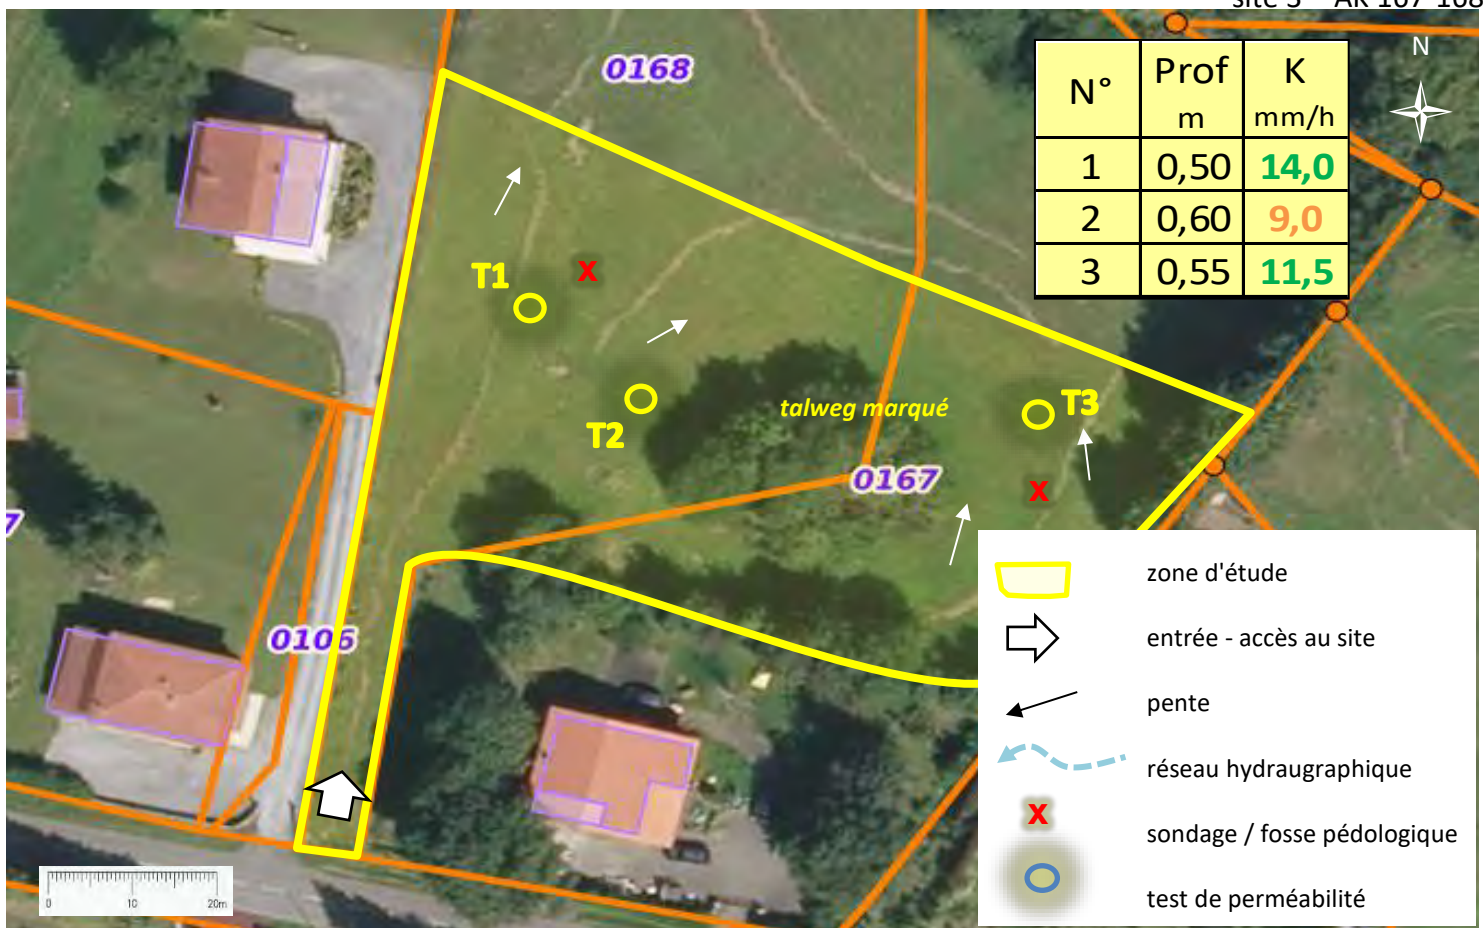 0168
N
N° Prof m K mm/h
1 0,50 14,0
2 0,60 9,0
3 0,55 11,5
T1
X
T2
talweg marqué
T3
0167
X
7
0106
zone d'étude
entrée - accès au site
pente
réseau hydraugraphique
X
sondage / fosse pédologique
test de perméabilité
0 10 20m